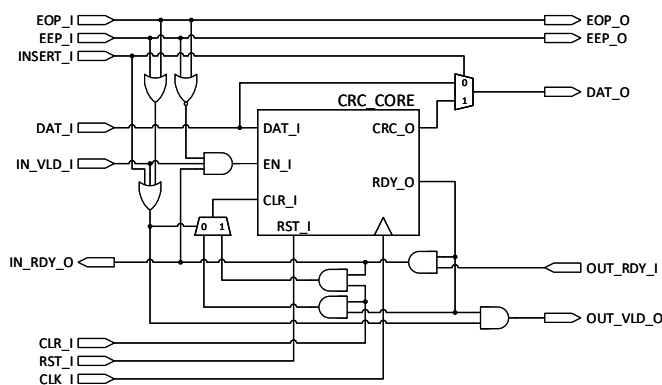 EOP_I EOP_O
EEP_I EEP_O
INSERT_I
0
1
DAT_O
CRC_CORE
DAT_I DAT_I CRC_O
IN_VLD_I EN_I
RDY_O
CLR_I
0 1 RST_I
IN_RDY_O OUT_RDY_I
OUT_VLD_O
CLR_I
RST_I
CLK_I